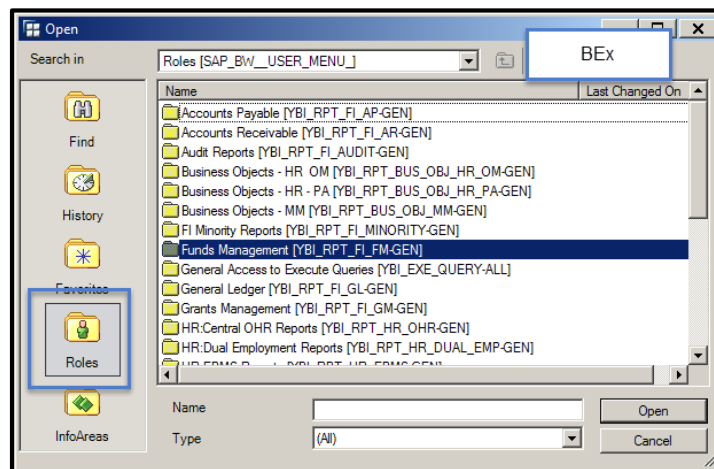 Open
Search in
Roles [SAP_BW__USER_MENU_]
BEx
Name
Last Changed On
Find
History
Favorites
Roles
InfoAreas
Accounts Payable [YBI_RPT_FI_AP-GEN]
Accounts Receivable [YBI_RPT_FI_AR-GEN]
Audit Reports [YBI_RPT_FI_AUDIT-GEN]
Business Objects - HR OM [YBI_RPT_BUS_OBJ_HR_OM-GEN]
Business Objects - HR - PA [YBI_RPT_BUS_OBJ_HR_PA-GEN]
Business Objects - MM [YBI_RPT_BUS_OBJ_MM-GEN]
FI Minority Reports [YBI_RPT_FI_MINORITY-GEN]
Funds Management [YBI_RPT_FI_FM-GEN]
General Access to Execute Queries [YBI_EXE_QUERY-ALL]
General Ledger [YBI_RPT_FI_GL-GEN]
Grants Management [YBI_RPT_FI_GM-GEN]
HR:Central OHR Reports [YBI_RPT_HR_OHR-GEN]
HR:Dual Employment Reports [YBI_RPT_HR_DUAL_EMP-GEN]
Name
Open
Type
(All)
Cancel